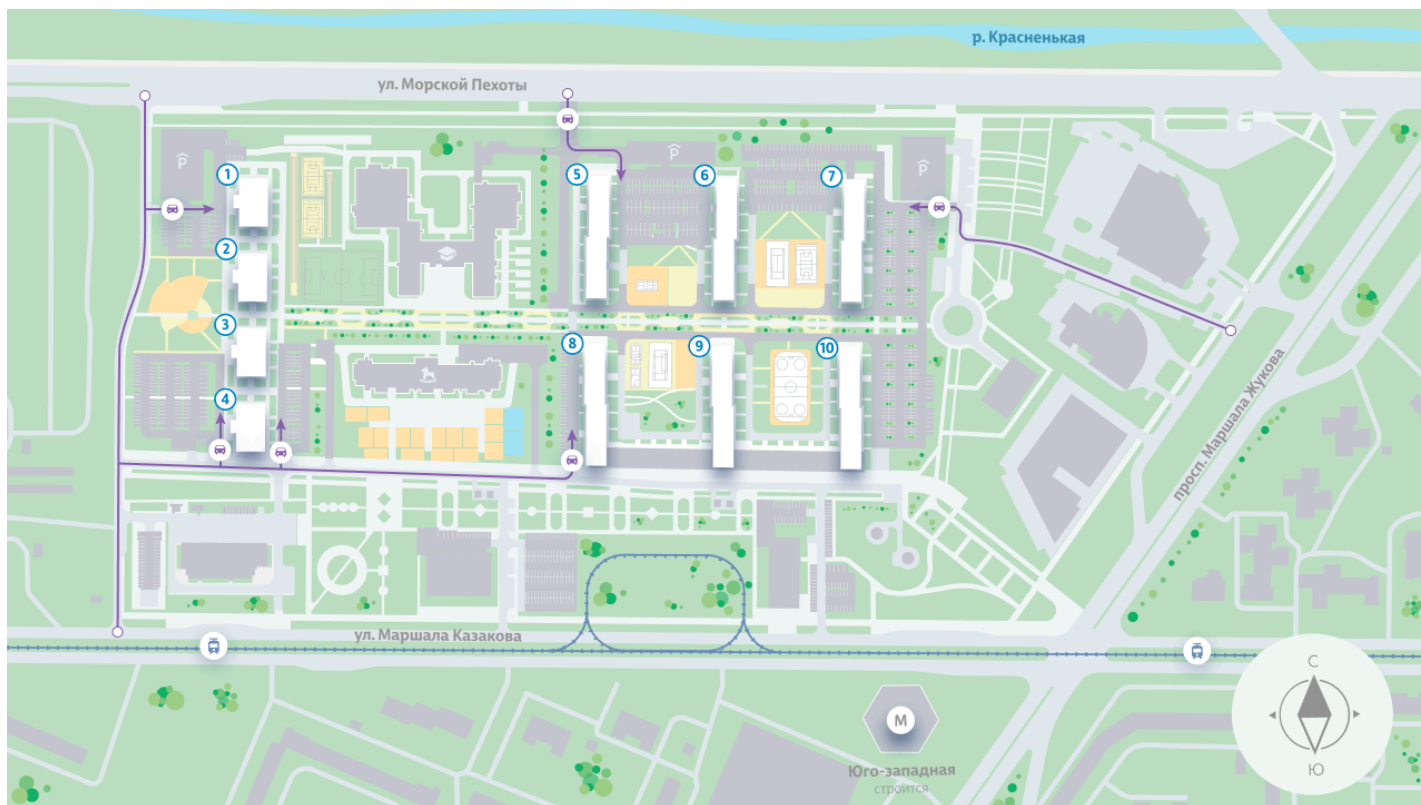 р. Красненькая
ул. Морской Пехоты
P
P
P
1
5
6
7
2
3
8
9
10
4
просп. Маршала Жукова
ул. Маршала Казакова
С
М
Юго-западная
строится
Ю